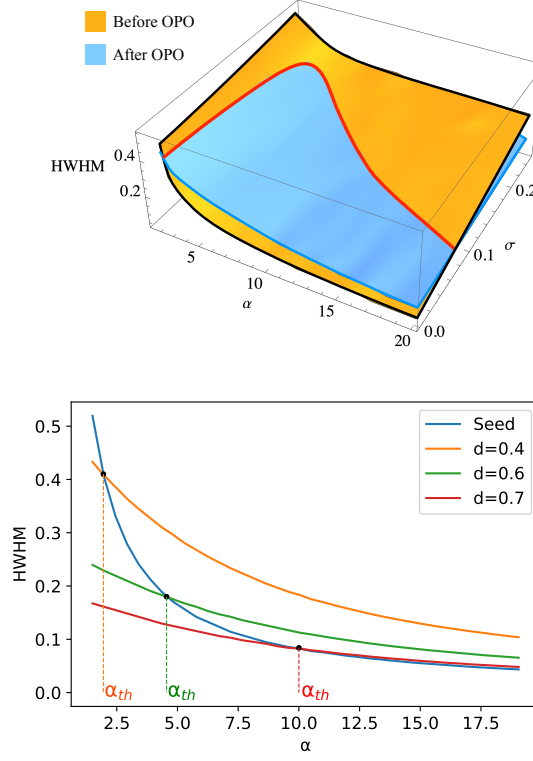 Before OPO
After OPO
HWHM
0.4
0.2
5
10
15
20
α
0.0
0.1
0.2
σ
0.5
0.4
0.3
0.2
0.1
0.0
HWHM
Seed
d=0.4
d=0.6
d=0.7
αth αth αth
2.5 5.0 7.5 10.0 12.5 15.0 17.5
α